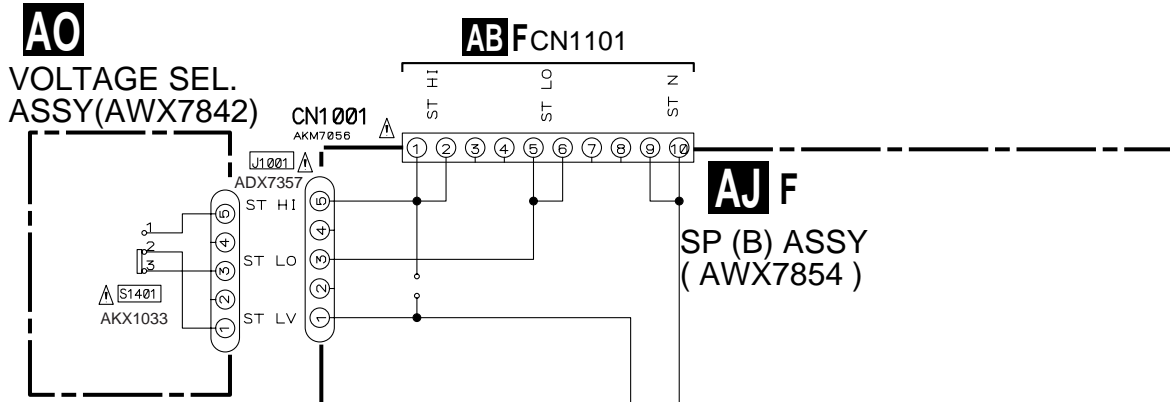 AO
VOLTAGE SEL.
ASSY(AWX7842)
AB F CN1101
ST HI
ST LO
ST N
CN1001
AKM7056
1 2 3 4 5 6 7 8 9 10
J1001
ADX7357
AJ F
SP (B) ASSY
( AWX7854 )
5 ST HI 5
4 4
3 ST LO 3
2 2
1 ST LV 1
1
2
3
S1401
AKX1033